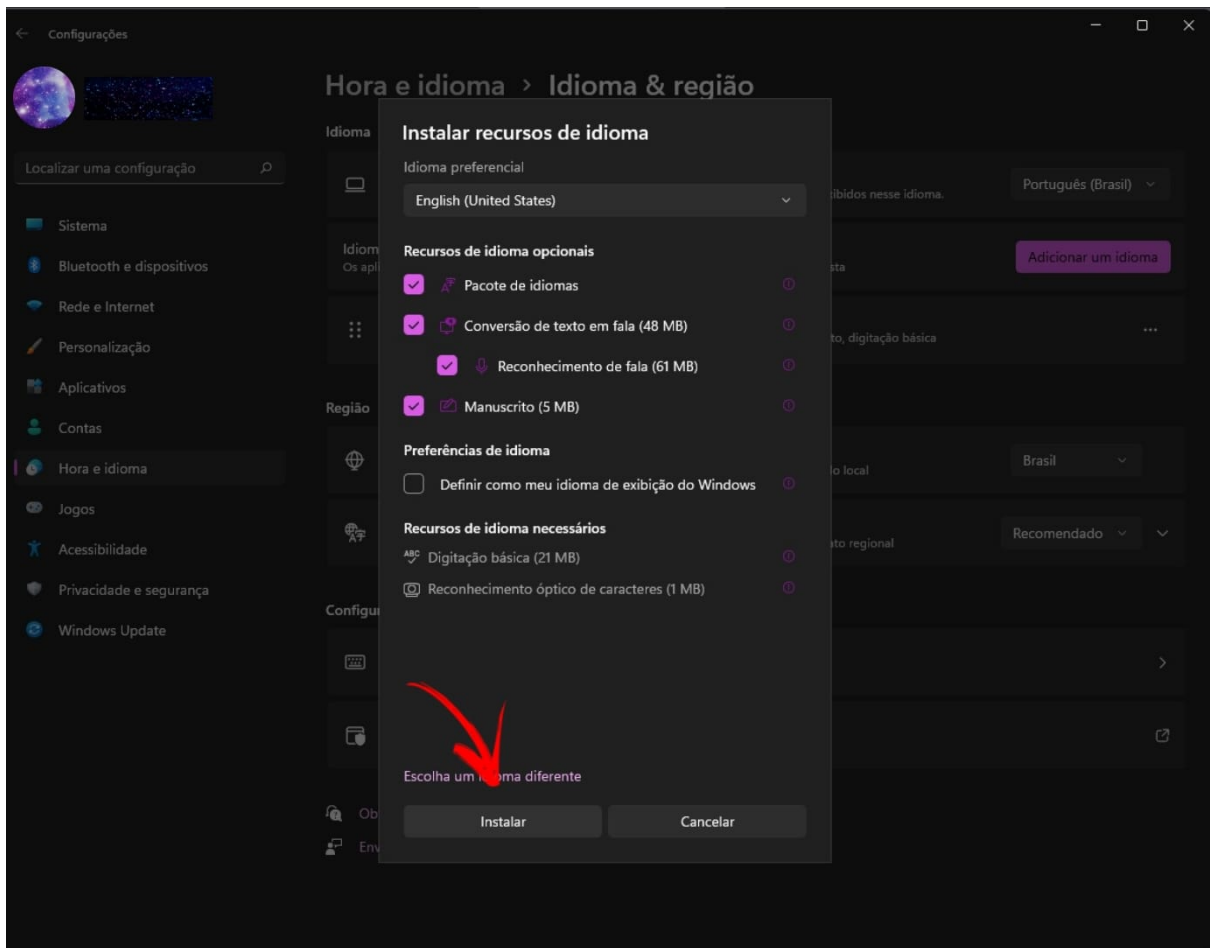 Configurações
Hora e idioma > Idioma & região
Localizar uma configuração
Sistema
Bluetooth e dispositivos
Rede e Internet
Personalização
Aplicativos
Contas
Hora e idioma
Jogos
Acessibilidade
Privacidade e segurança
Windows Update
Idioma
ibidos nesse idioma.
Português (Brasil)
Idiom
Os apli
sta
Adicionar um idioma
to, digitação básica
Região
o local
Brasil
ato regional
Recomendado
Configur
Ob
Env
Instalar recursos de idioma
Idioma preferencial
English (United States)
Recursos de idioma opcionais
Pacote de idiomas
Conversão de texto em fala (48 MB)
Reconhecimento de fala (61 MB)
Manuscrito (5 MB)
Preferências de idioma
Definir como meu idioma de exibição do Windows
Recursos de idioma necessários
ABC Digitação básica (21 MB)
Reconhecimento óptico de caracteres (1 MB)
Escolha um idioma diferente
Instalar
Cancelar